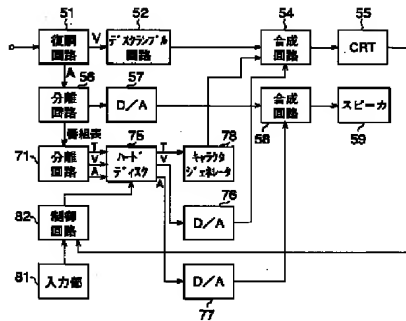 51
復調
回路
V
52
デスクランブル
回路
54
合成
回路
55
CRT
A
56
分離
回路
57
D/A
合成
回路
58
スピーカ
59
番組表
71
分離
回路
T
V
A
75
ハード
ディスク
T
V
A
78
キャラクタ
ジェネレータ
82
制御
回路
76
D/A
81
入力部
D/A
77